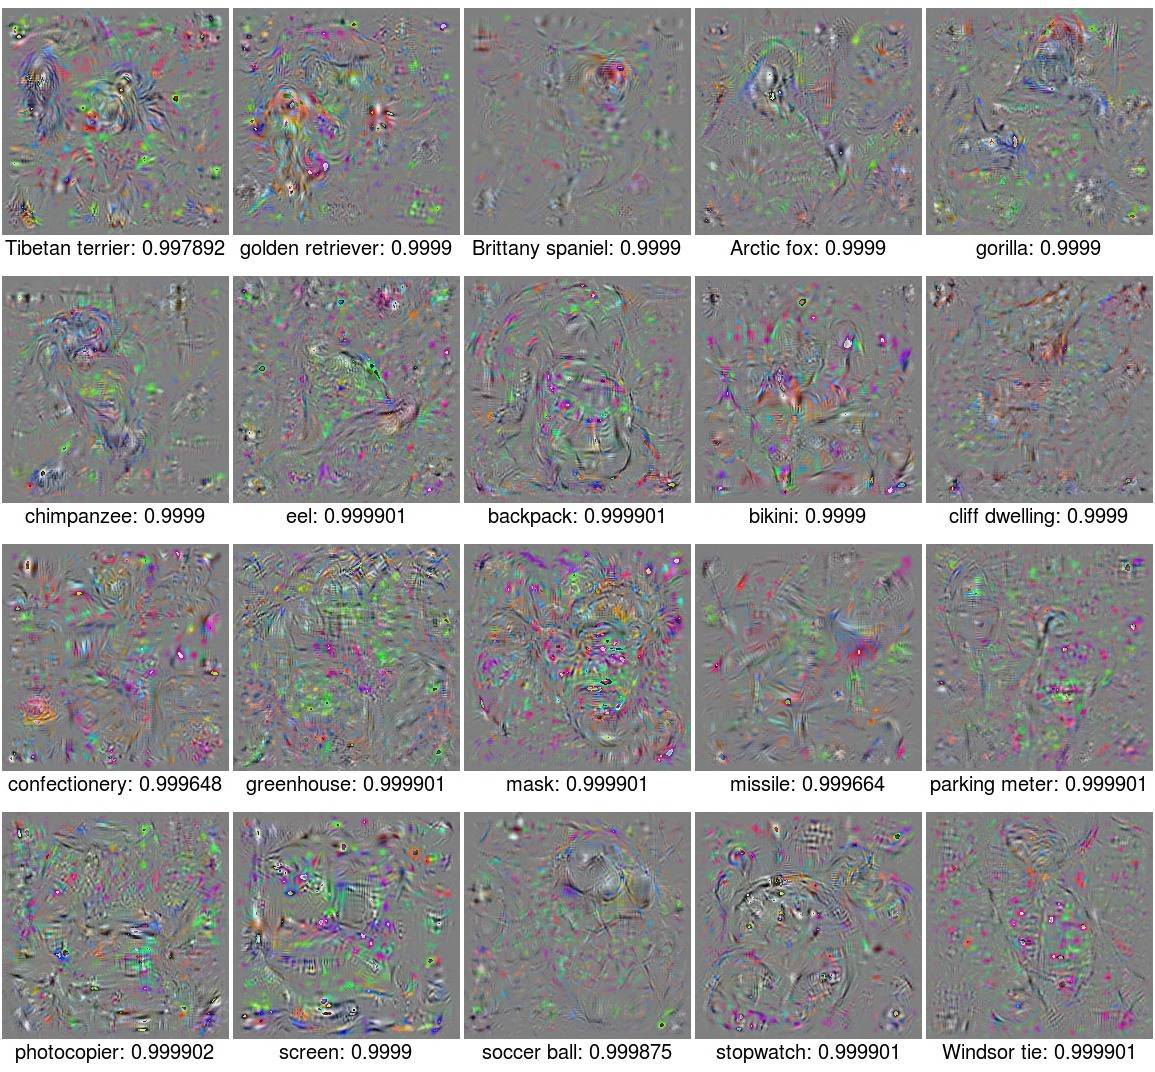 Tibetan terrier: 0.997892 golden retriever: 0.9999 Brittany spaniel: 0.9999 Arctic fox: 0.9999 gorilla: 0.9999
chimpanzee: 0.9999 eel: 0.999901 backpack: 0.999901 bikini: 0.9999 cliff dwelling: 0.9999
confectionery: 0.999648 greenhouse: 0.999901 mask: 0.999901 missile: 0.999664 parking meter: 0.999901
photocopier: 0.999902 screen: 0.9999 soccer ball: 0.999875 stopwatch: 0.999901 Windsor tie: 0.999901